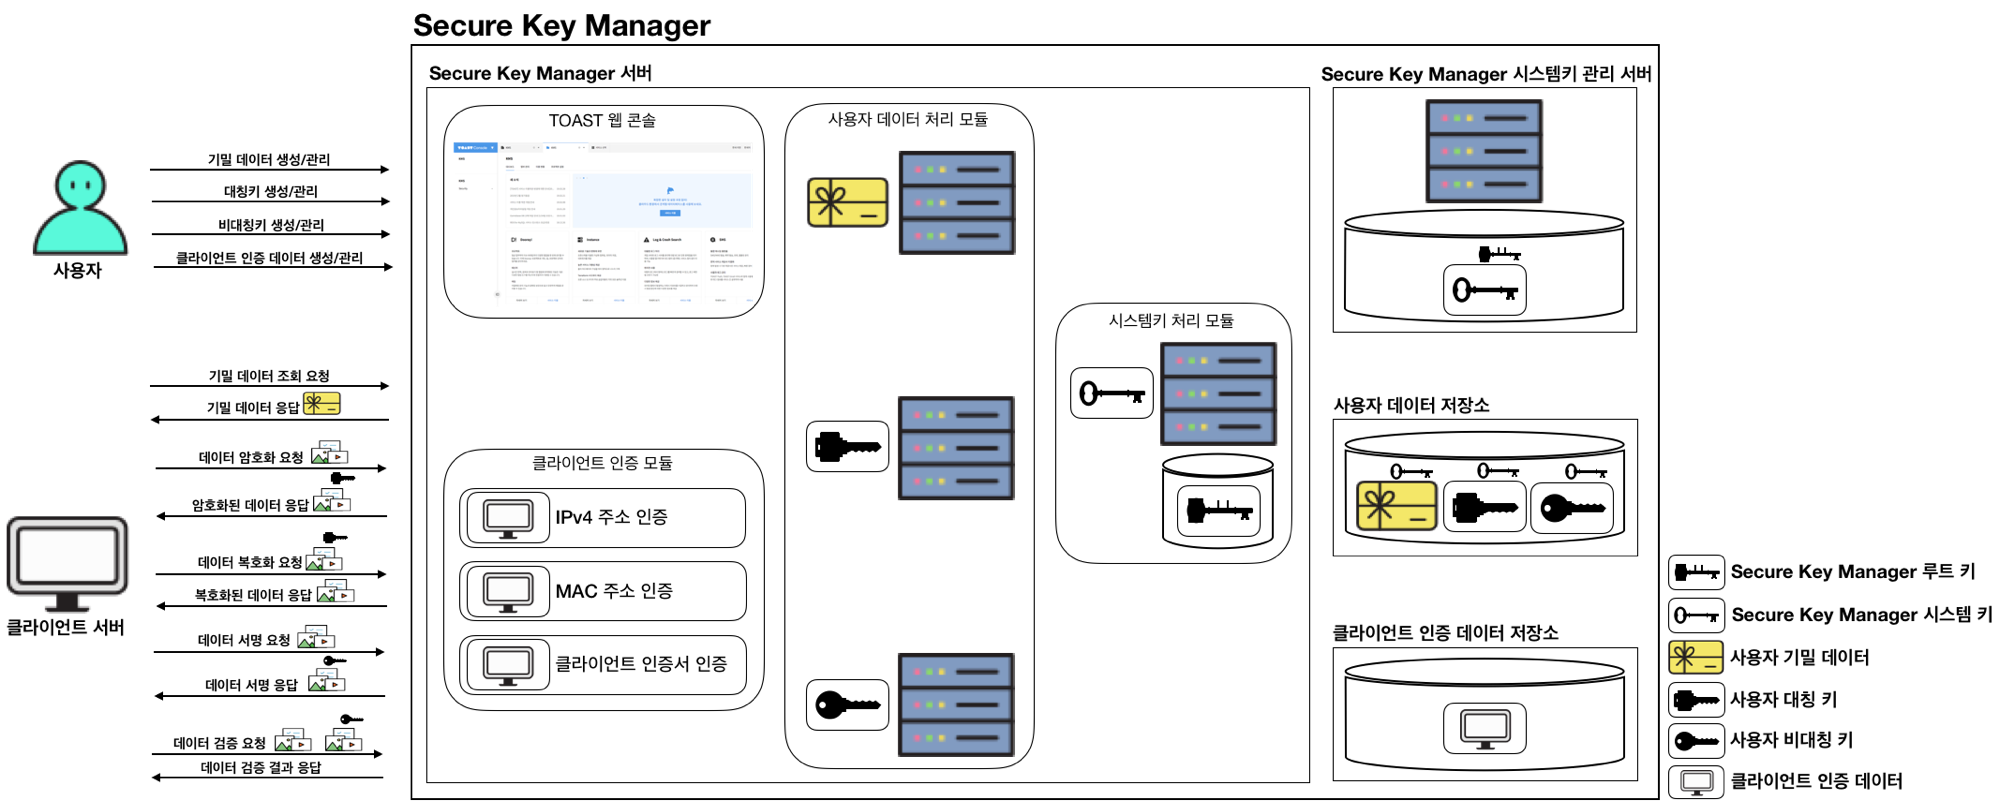 Secure Key Manager
Secure Key Manager 서버
Secure Key Manager 시스템키 관리 서버
TOAST 웹 콘솔
사용자 데이터 처리 모듈
기밀 데이터 생성/관리
대칭키 생성/관리
비대칭키 생성/관리
클라이언트 인증 데이터 생성/관리
사용자
시스템키 처리 모듈
기밀 데이터 조회 요청
기밀 데이터 응답
데이터 암호화 요청
암호화된 데이터 응답
데이터 복호화 요청
복호화된 데이터 응답
데이터 서명 요청
데이터 서명 응답
데이터 검증 요청
데이터 검증 결과 응답
클라이언트 서버
클라이언트 인증 모듈
IPv4 주소 인증
MAC 주소 인증
클라이언트 인증서 인증
사용자 데이터 저장소
클라이언트 인증 데이터 저장소
Secure Key Manager 루트 키
Secure Key Manager 시스템 키
사용자 기밀 데이터
사용자 대칭 키
사용자 비대칭 키
클라이언트 인증 데이터